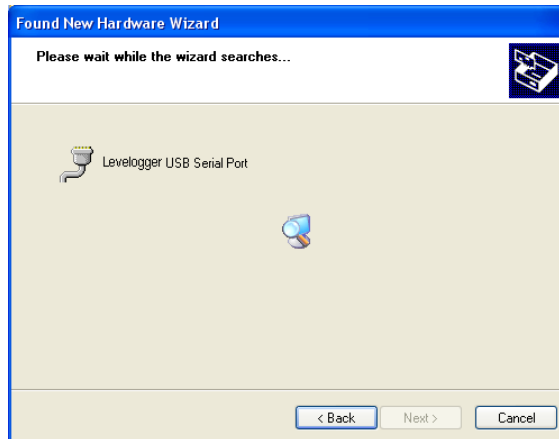 Found New Hardware Wizard
Please wait while the wizard searches...
Levelogger USB Serial Port
< Back Next > Cancel